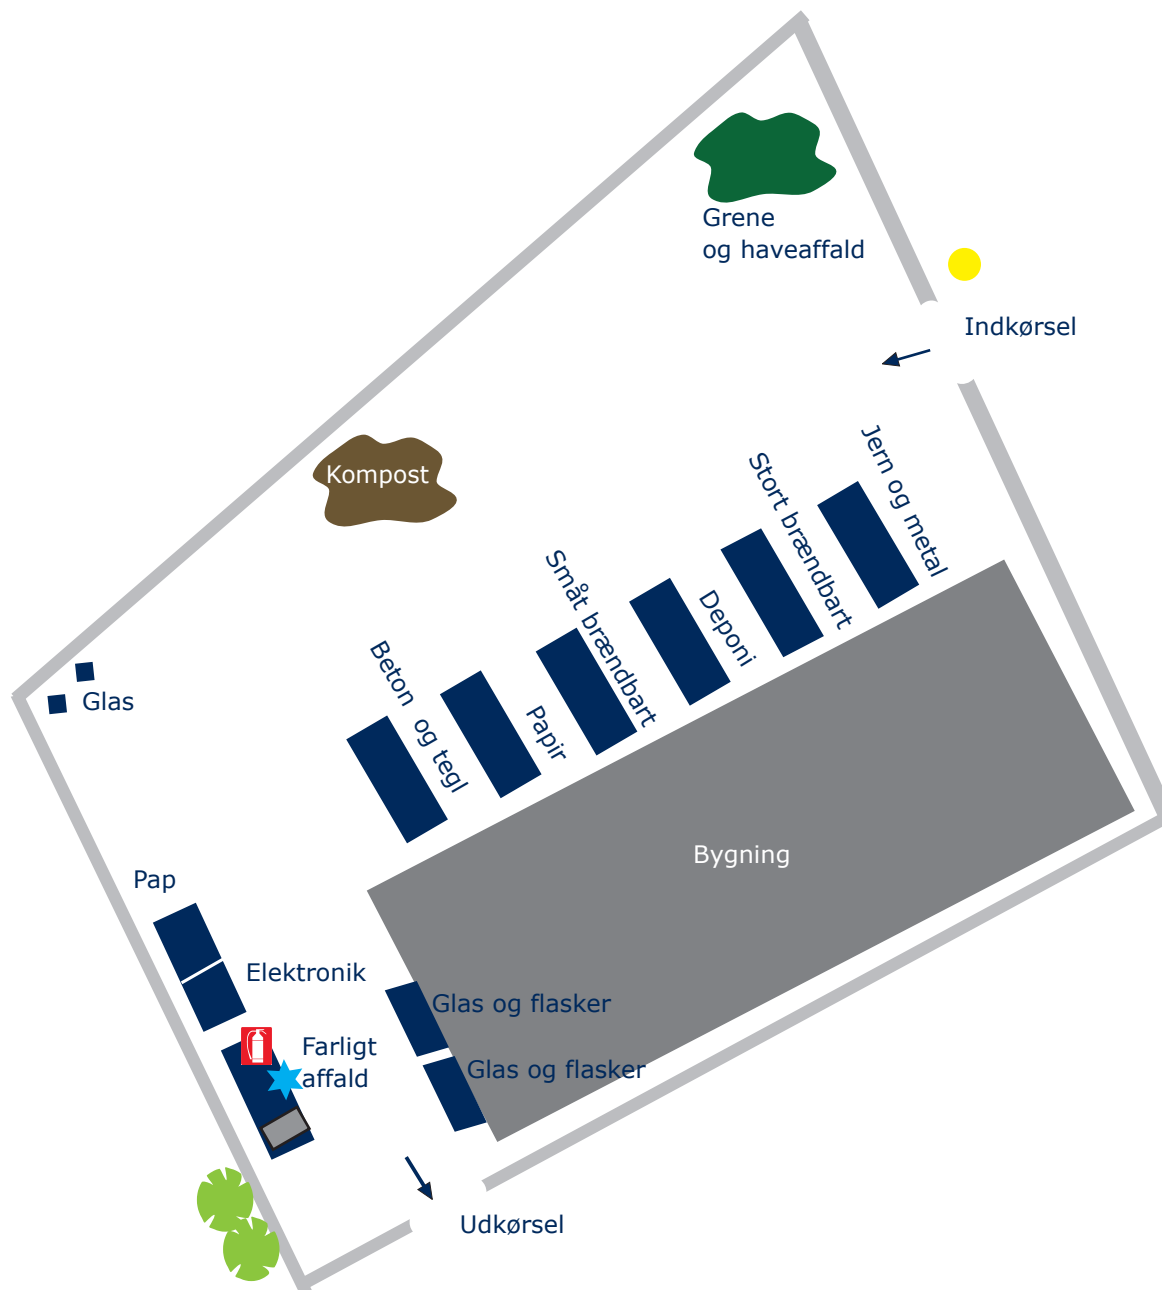 Grene
og haveaffald
Indkørsel
Kompost
Jern og metal
Stort brændbart
Småt brændbart
Deponi
Beton og tegl
Papir
Glas
Bygning
Pap
Elektronik
Glas og flasker
Farligt
affald
Glas og flasker
Udkørsel